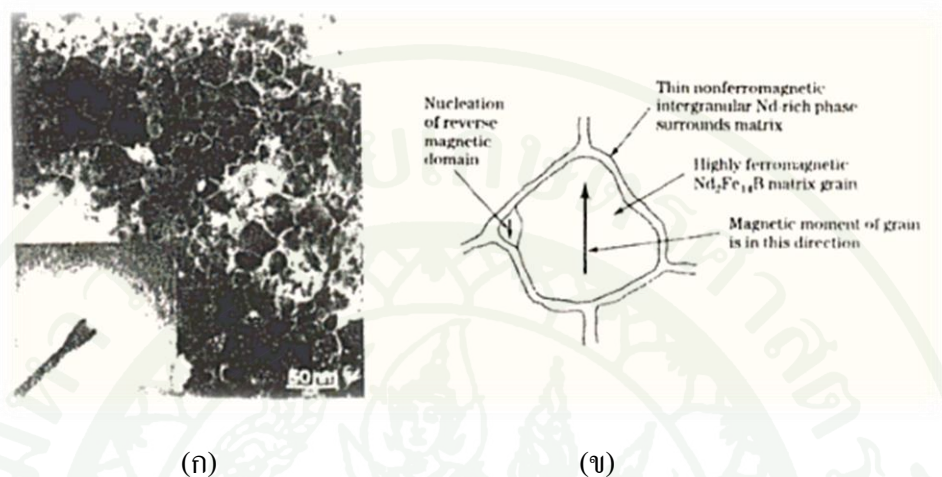 Nucleation
of reverse
magnetic
domain
Thin nonferromagnetic
intergranular Nd-rich phase
surrounds matrix
Highly ferromagnetic
Nd₂Fe₁₄B matrix grain
Magnetic moment of grain
is in this direction
50 nm
(ก)
(ข)